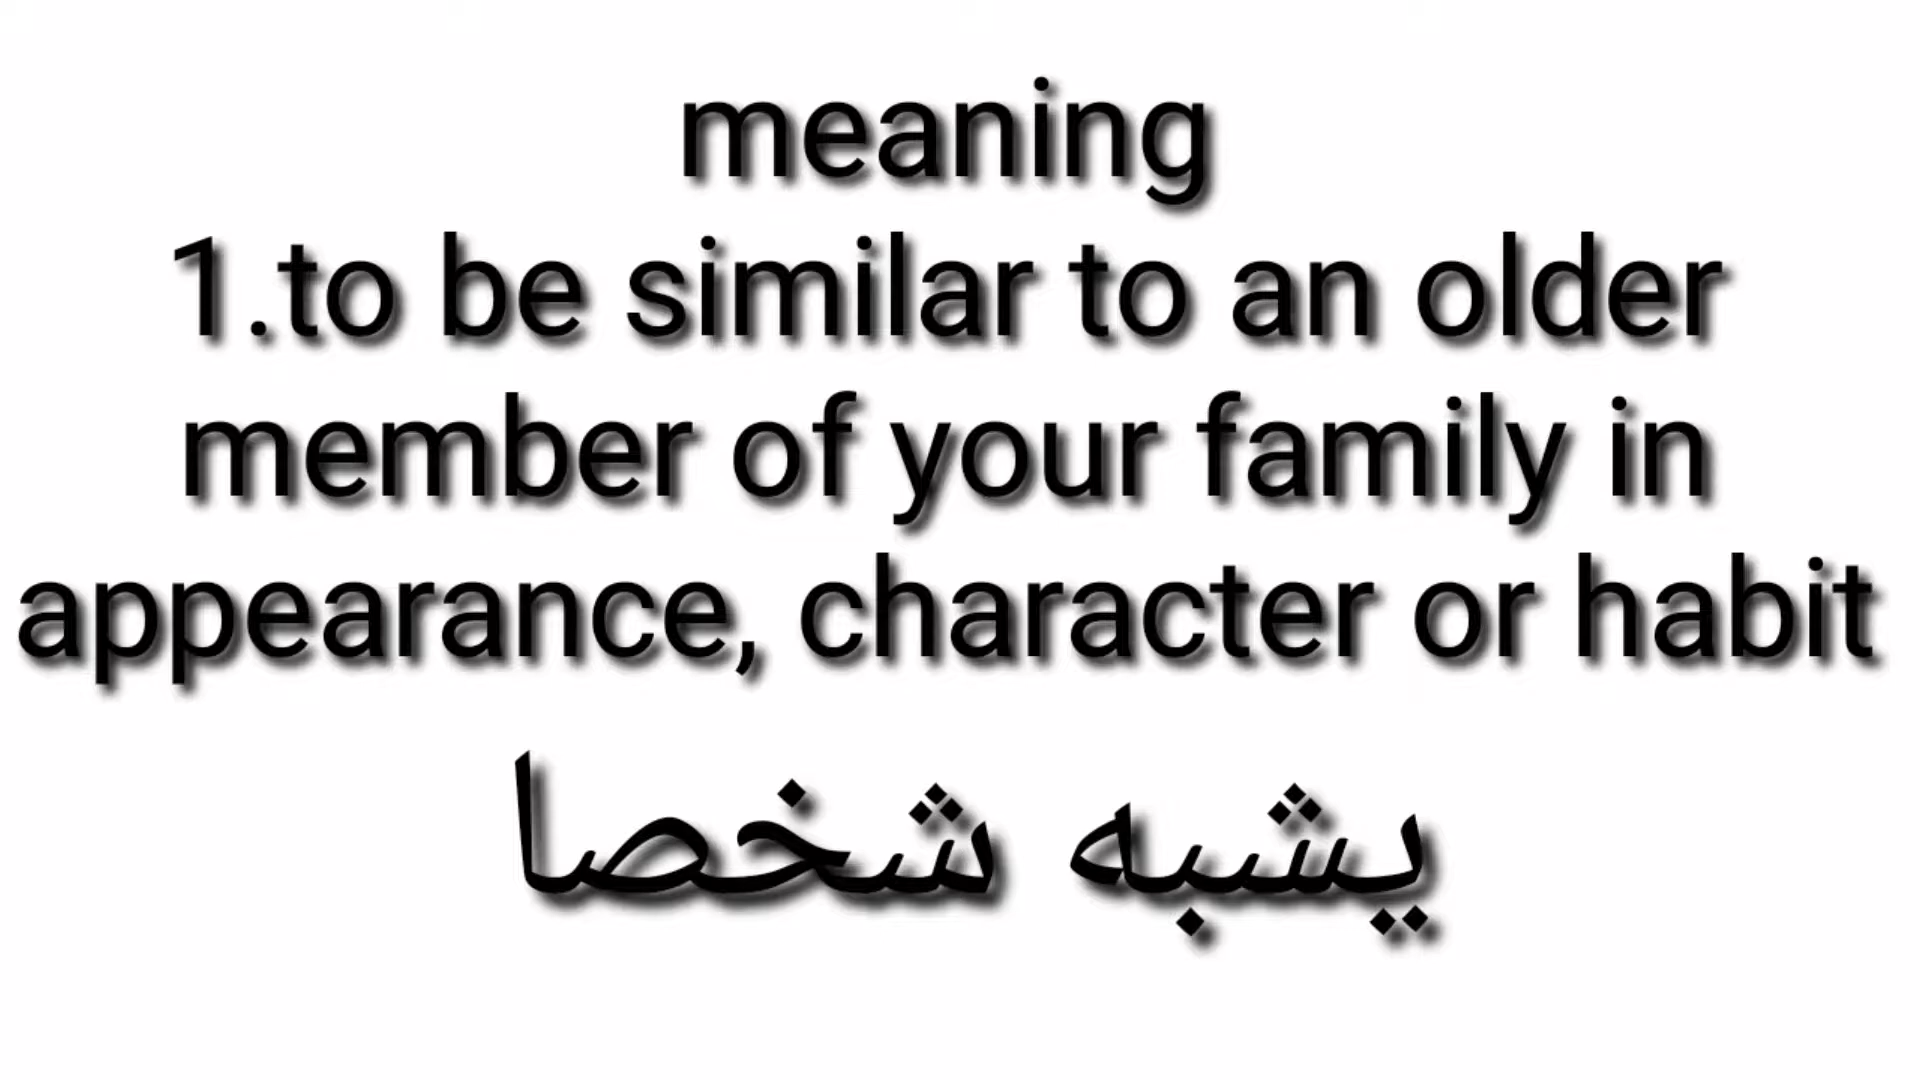 meaning
1.to be similar to an older
member of your family in
appearance, character or habit
يشبه شخصا